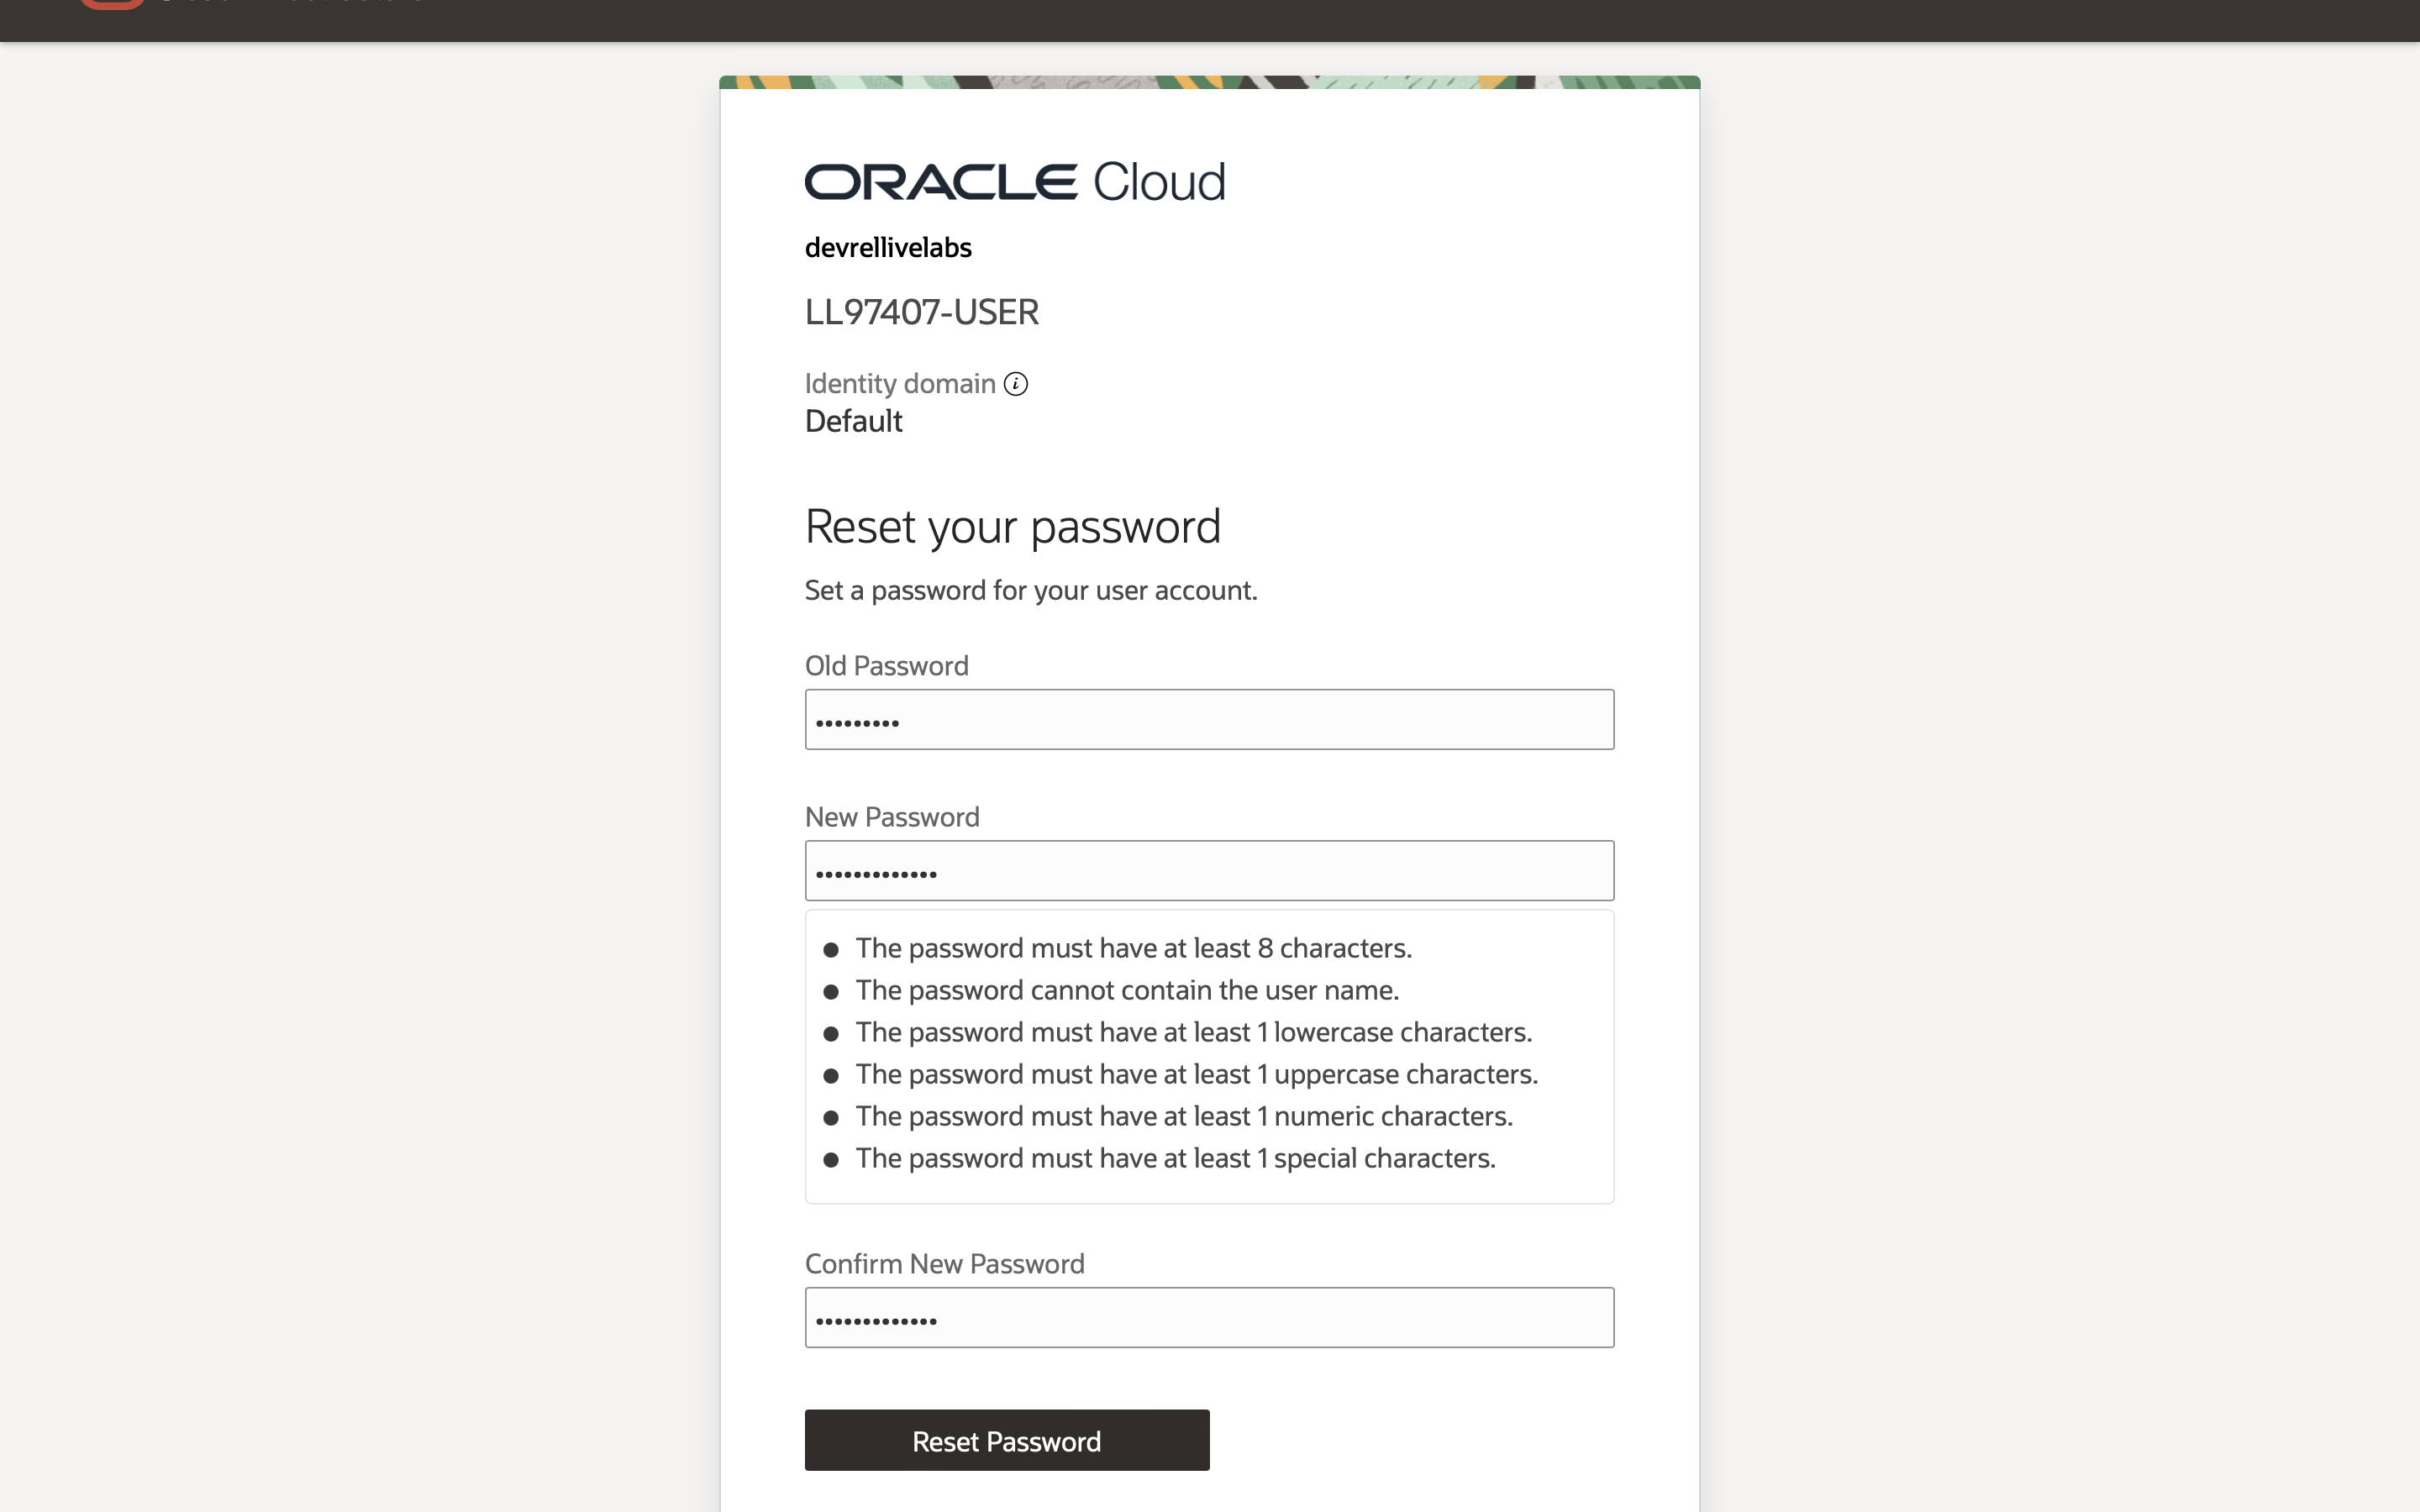 ORACLE Cloud
devrellivelabs
LL97407-USER
Identity domain
Default
Reset your password
Set a password for your user account.
Old Password
•••••••••
New Password
•••••••••••••
The password must have at least 8 characters.
The password cannot contain the user name.
The password must have at least 1 lowercase characters.
The password must have at least 1 uppercase characters.
The password must have at least 1 numeric characters.
The password must have at least 1 special characters.
Confirm New Password
•••••••••••••
Reset Password